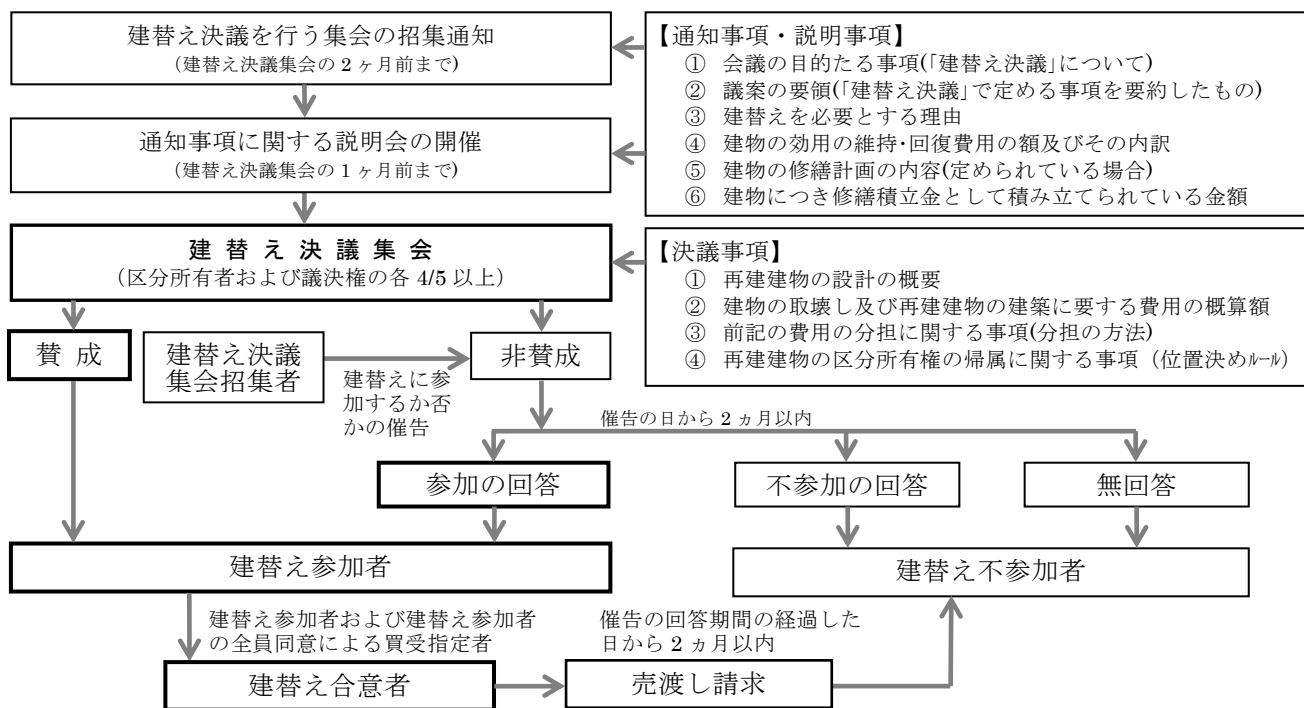 建替え決議を行う集会の招集通知
(建替え決議集会の 2 ヶ月前まで)
【通知事項・説明事項】
① 会議の目的たる事項(「建替え決議」について)
② 議案の要領(「建替え決議」で定める事項を要約したもの)
③ 建替えを必要とする理由
④ 建物の効用の維持・回復費用の額及びその内訳
⑤ 建物の修繕計画の内容(定められている場合)
⑥ 建物につき修繕積立金として積み立てられている金額
通知事項に関する説明会の開催
(建替え決議集会の 1 ヶ月前まで)
建 替 え 決 議 集 会
(区分所有者および議決権の各 4/5 以上)
【決議事項】
① 再建建物の設計の概要
② 建物の取壊し及び再建建物の建築に要する費用の概算額
③ 前記の費用の分担に関する事項(分担の方法)
④ 再建建物の区分所有権の帰属に関する事項（位置決めルール）
賛 成
建替え決議
集会招集者
建替えに参
加するか否
かの催告
非賛成
催告の日から 2 ヵ月以内
参加の回答
不参加の回答
無回答
建替え参加者
建替え不参加者
建替え参加者および建替え参加者
の全員同意による買受指定者
催告の回答期間の経過した
日から 2 ヵ月以内
建替え合意者
売渡し請求